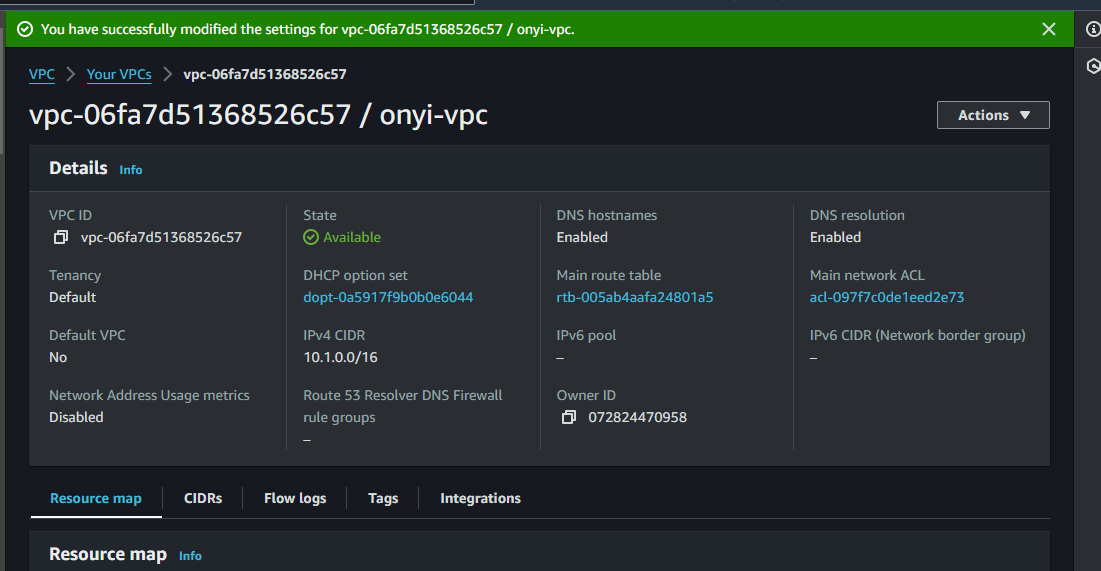 You have successfully modified the settings for vpc-06fa7d51368526c57 / onyi-vpc.
VPC > Your VPCs > vpc-06fa7d51368526c57
vpc-06fa7d51368526c57 / onyi-vpc
Actions
Details Info
VPC ID
vpc-06fa7d51368526c57
State
Available
DNS hostnames
Enabled
DNS resolution
Enabled
Tenancy
Default
DHCP option set
dopt-0a5917f9b0b0e6044
Main route table
rtb-005ab4aafa24801a5
Main network ACL
acl-097f7c0de1eed2e73
Default VPC
No
IPv4 CIDR
10.1.0.0/16
IPv6 pool
–
IPv6 CIDR (Network border group)
–
Network Address Usage metrics
Disabled
Route 53 Resolver DNS Firewall
rule groups
–
Owner ID
072824470958
Resource map
CIDRs
Flow logs
Tags
Integrations
Resource map Info